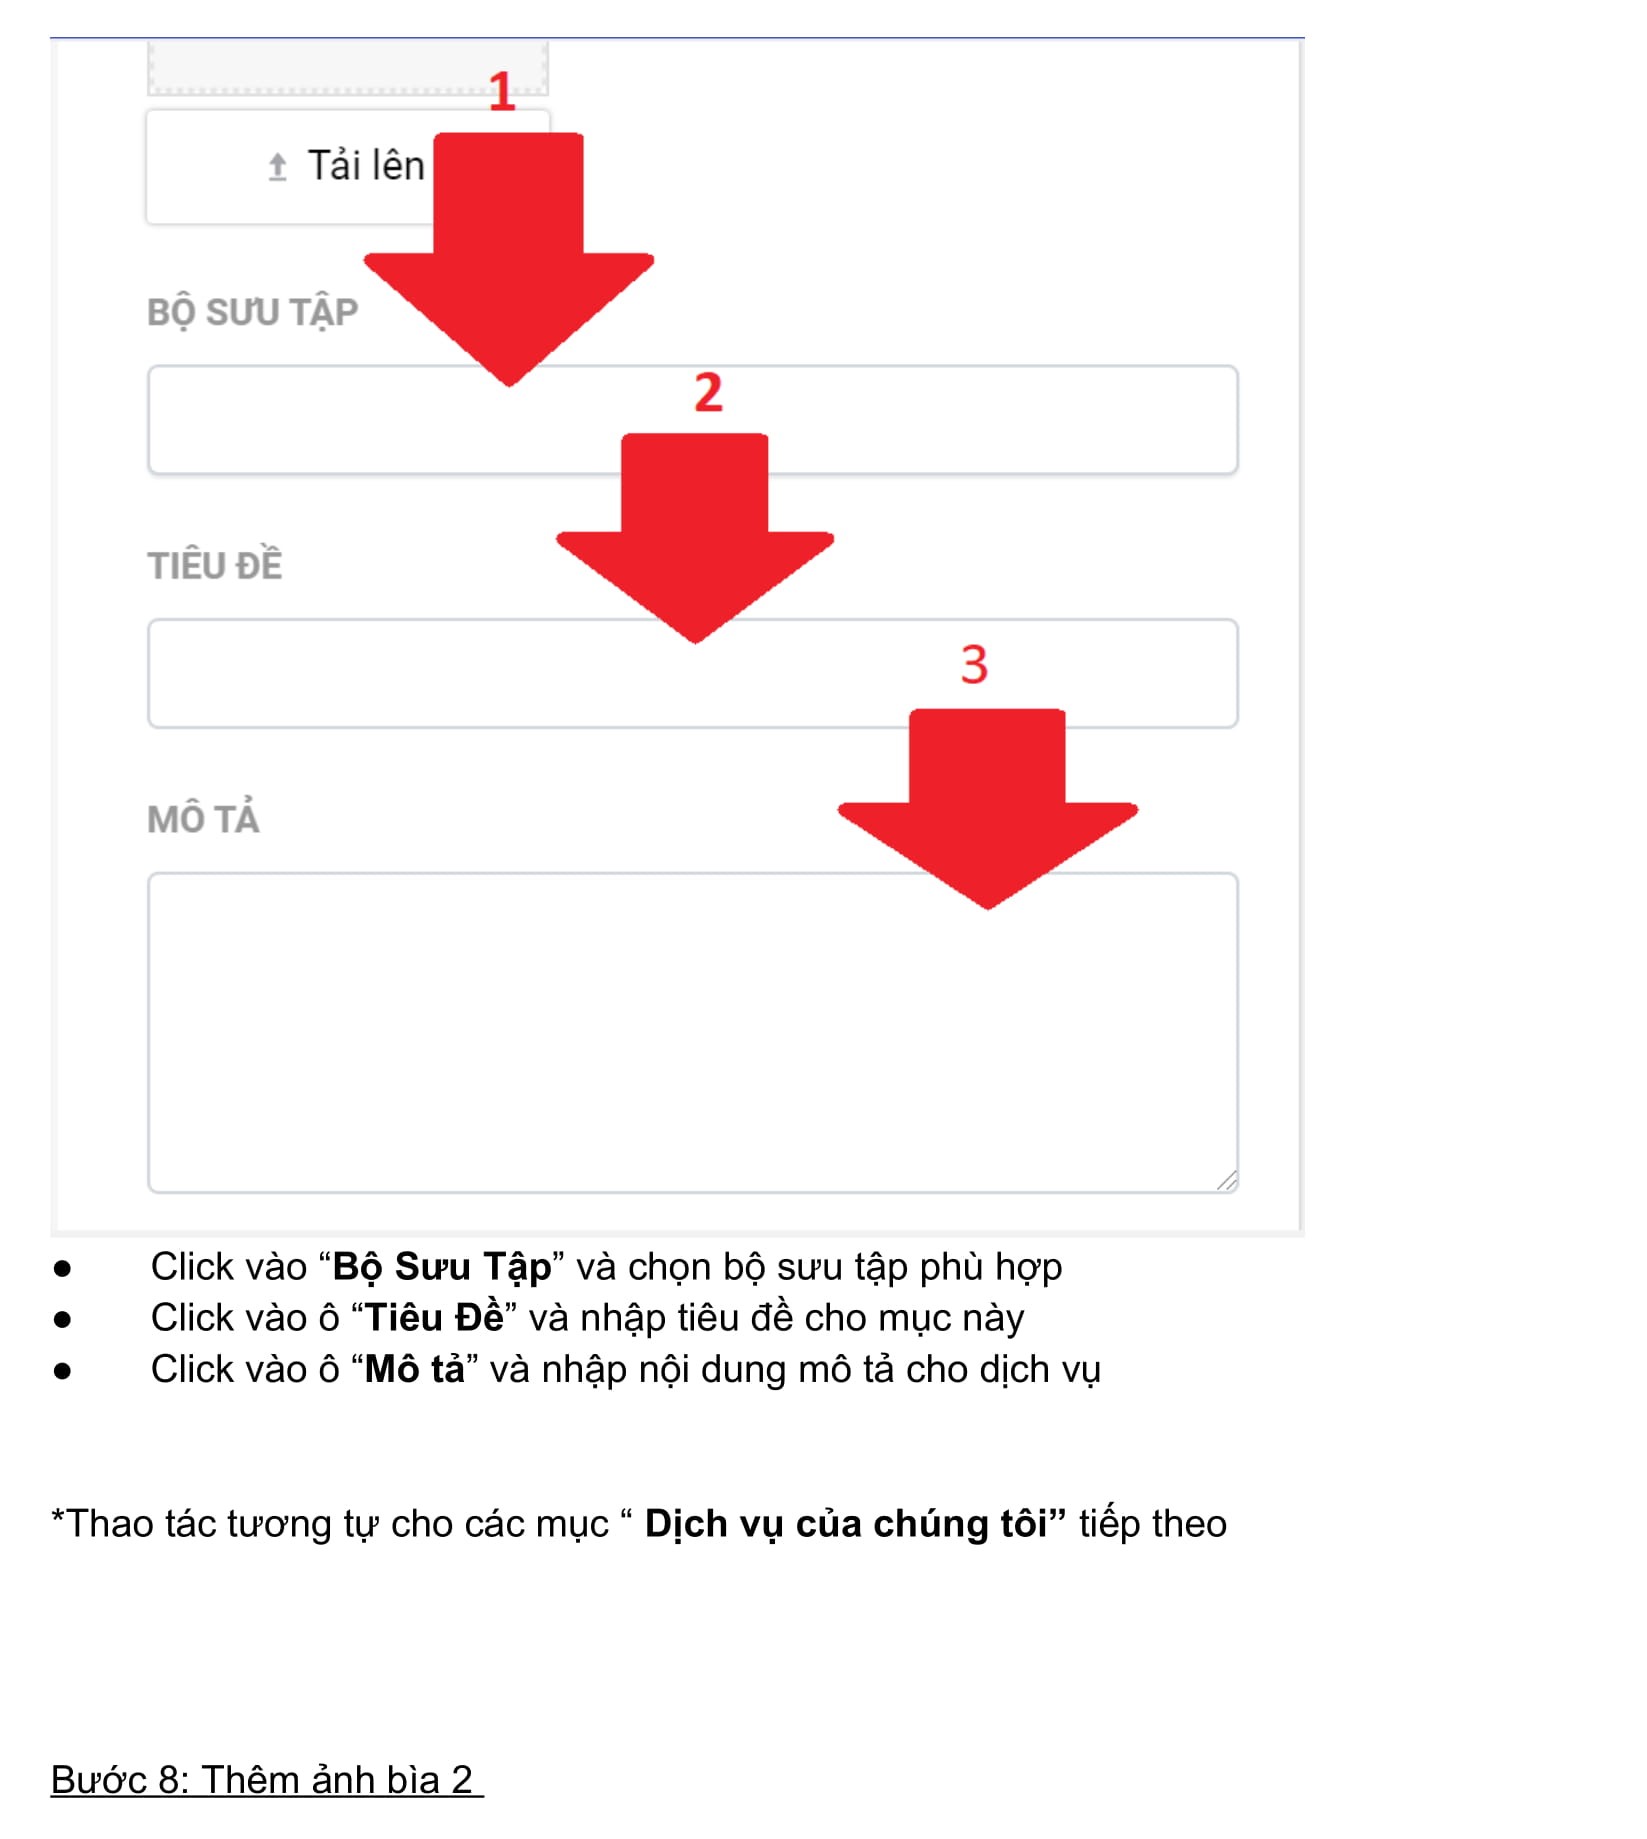 1
Tải lên
BỘ SƯU TẬP
2
TIÊU ĐỀ
3
MÔ TẢ
● Click vào “Bộ Sưu Tập” và chọn bộ sưu tập phù hợp
● Click vào ô “Tiêu Đề” và nhập tiêu đề cho mục này
● Click vào ô “Mô tả” và nhập nội dung mô tả cho dịch vụ
*Thao tác tương tự cho các mục “ Dịch vụ của chúng tôi” tiếp theo
Bước 8: Thêm ảnh bìa 2